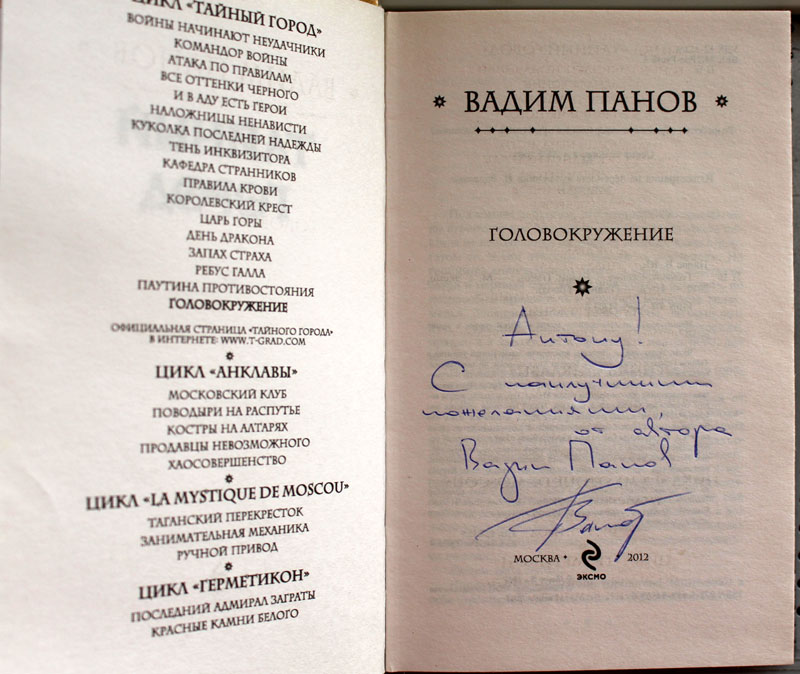 ЦИКЛ «ТАЙНЫЙ ГОРОД»
ВОЙНЫ НАЧИНАЮТ НЕУДАЧНИКИ
КОМАНДОР ВОЙНЫ
АТАКА ПО ПРАВИЛАМ
ВСЕ ОТТЕНКИ ЧЕРНОГО
И В АДУ ЕСТЬ ГЕРОИ
НАЛОЖНИЦЫ НЕНАВИСТИ
КУКОЛКА ПОСЛЕДНЕЙ НАДЕЖДЫ
ТЕНЬ ИНКВИЗИТОРА
КАФЕДРА СТРАННИКОВ
ПРАВИЛА КРОВИ
КОРОЛЕВСКИЙ КРЕСТ
ЦАРЬ ГОРЫ
ДЕНЬ ДРАКОНА
ЗАПАХ СТРАХА
РЕБУС ГАЛЛА
ПАУТИНА ПРОТИВОСТОЯНИЯ
ГОЛОВОКРУЖЕНИЕ
ОФИЦИАЛЬНАЯ СТРАНИЦА «ТАЙНОГО ГОРОДА»
В ИНТЕРНЕТЕ: WWW.T-GRAD.COM
ЦИКЛ «АНКЛАВЫ»
МОСКОВСКИЙ КЛУБ
ПОВОДЫРИ НА РАСПУТЬЕ
КОСТРЫ НА АЛТАРЯХ
ПРОДАВЦЫ НЕВОЗМОЖНОГО
ХАОСОВЕРШЕНСТВО
ЦИКЛ «LA MYSTIQUE DE MOSCOU»
ТАГАНСКИЙ ПЕРЕКРЕСТОК
ЗАНИМАТЕЛЬНАЯ МЕХАНИКА
РУЧНОЙ ПРИВОД
ЦИКЛ «ГЕРМЕТИКОН»
ПОСЛЕДНИЙ АДМИРАЛ ЗАГРАТЫ
КРАСНЫЕ КАМНИ БЕЛОГО
ВАДИМ ПАНОВ
ГОЛОВОКРУЖЕНИЕ
Антону!
С наилучшими
пожеланиями,
от автора
Вадим Панов
МОСКВА
ЭКСМО
2012